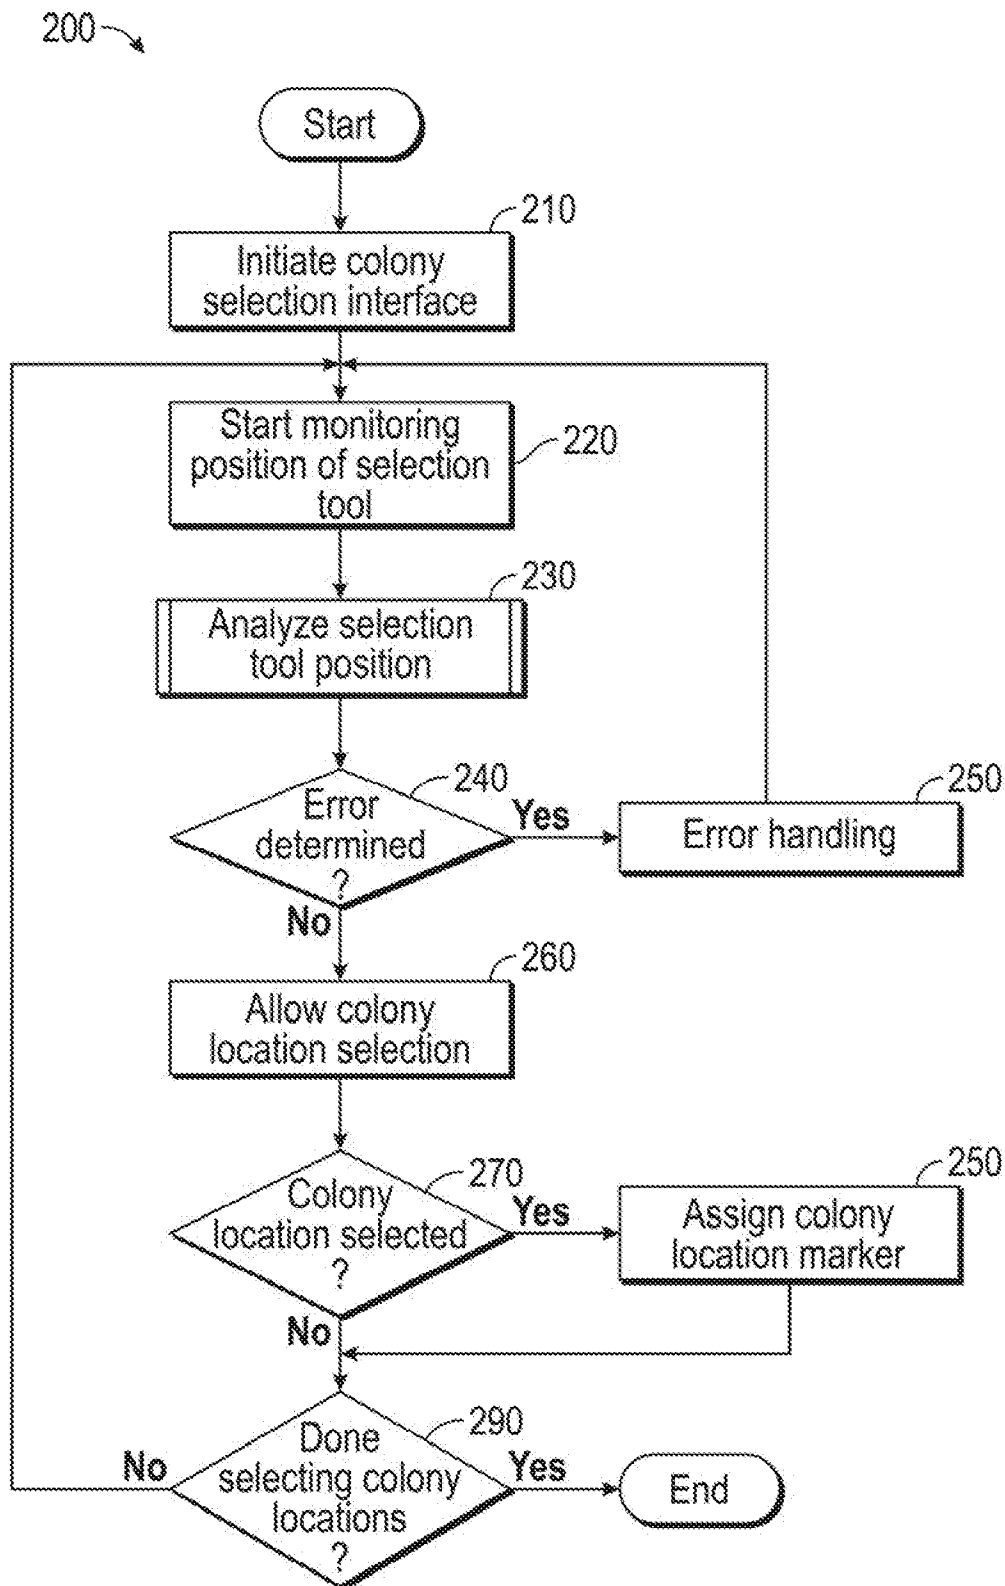 200
Start
210
Initiate colony
selection interface
Start monitoring
position of selection
tool
220
230
Analyze selection
tool position
240
Error
determined
?
Yes
250
Error handling
No
260
Allow colony
location selection
270
Colony
location selected
?
Yes
250
Assign colony
location marker
No
290
Done
selecting colony
locations
?
No
Yes
End